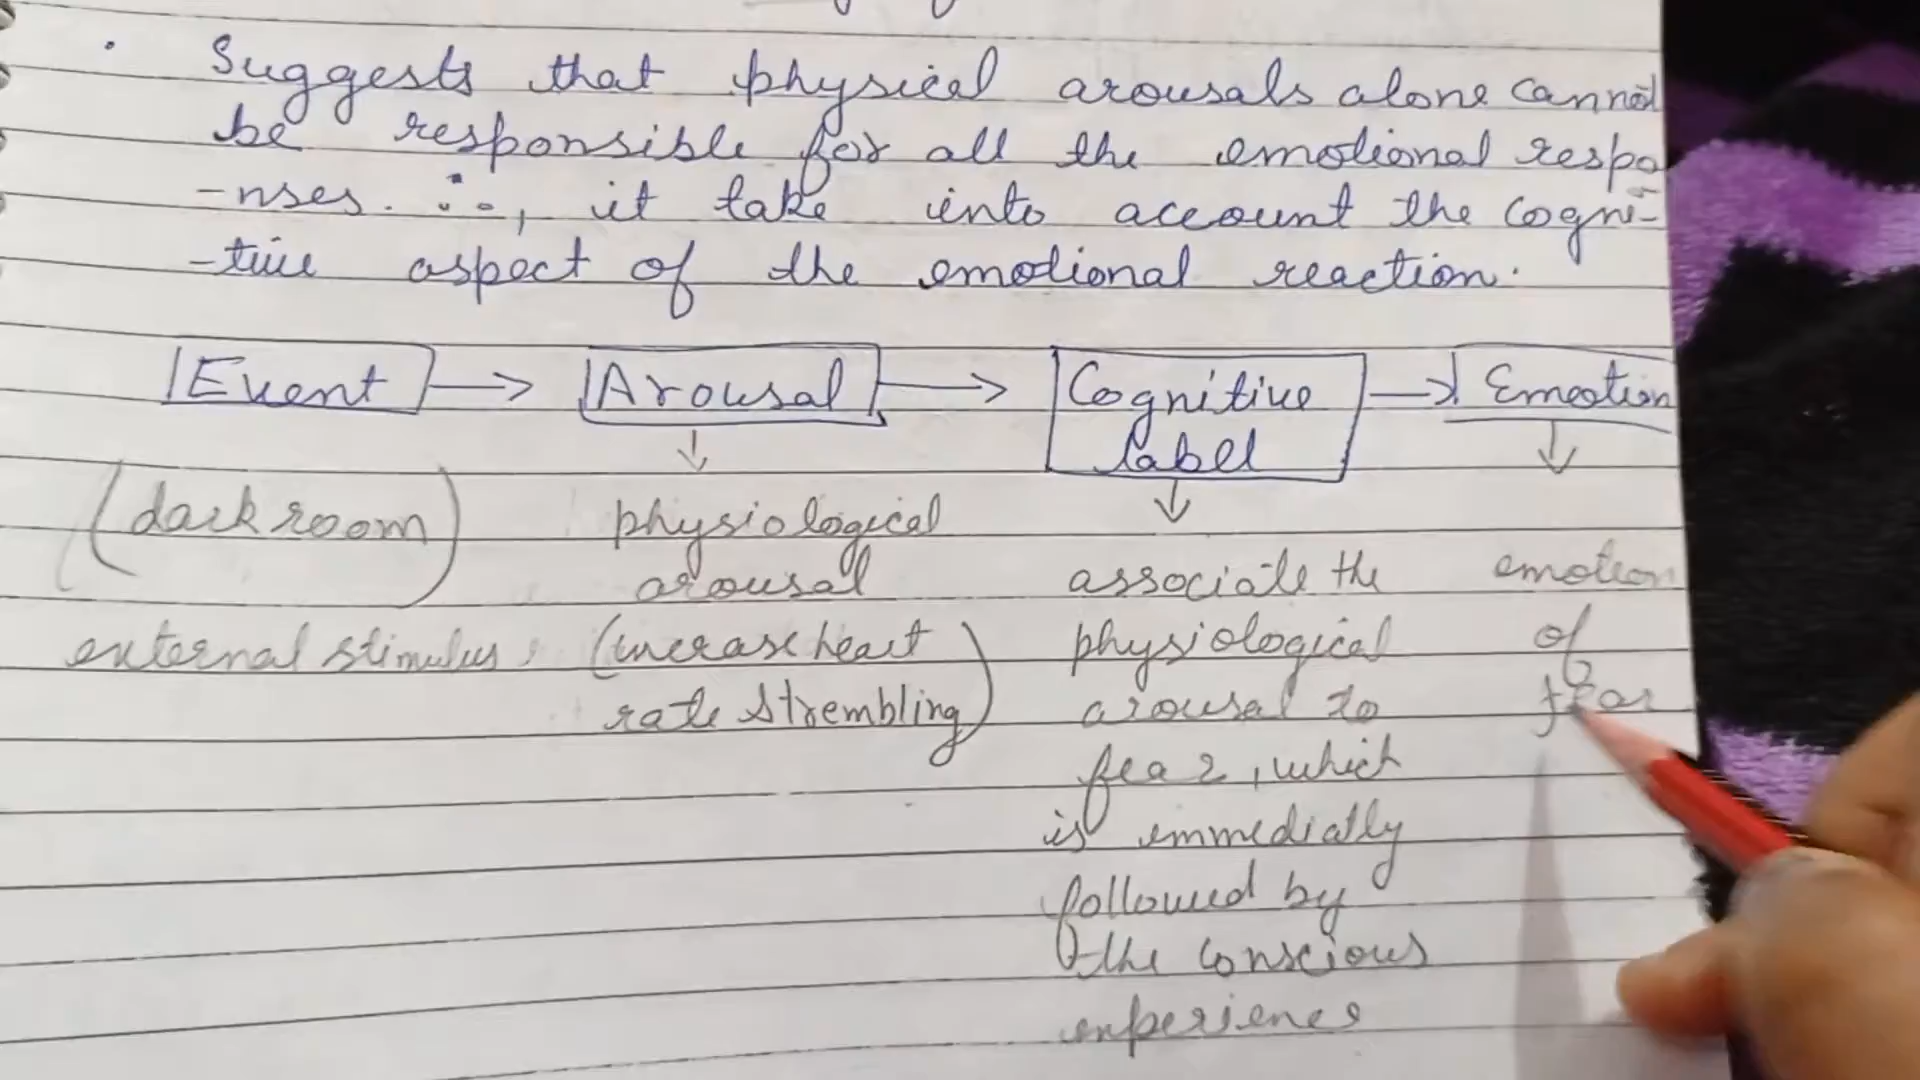 • Suggests that physical arousals alone cannot
be responsible for all the emotional respo
-nses. ∴, it take into account the cogni-
-tive aspect of the emotional reaction.
Event → Arousal → Cognitive label → Emotion
(dark room)
external stimulus
physiological
arousal
(increase heart
rate & trembling)
associate the
physiological
arousal to
fear, which
is immedially
followed by
the conscious
experience
emotion
of
fear